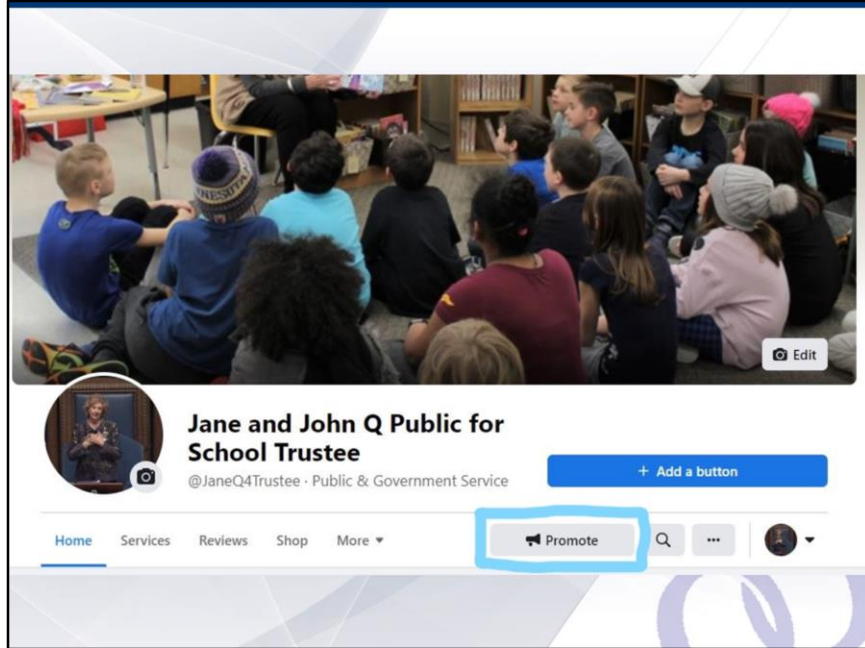 NNESOTA
Edit
Jane and John Q Public for
School Trustee
@JaneQ4Trustee · Public & Government Service
+ Add a button
Home Services Reviews Shop More
Promote